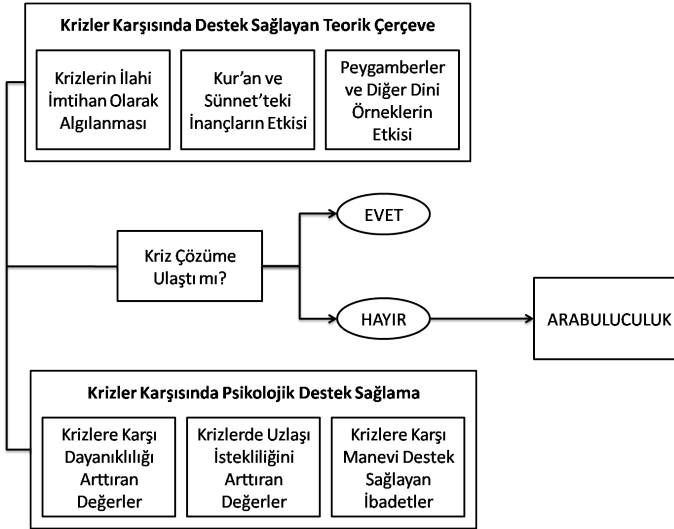 Krizler Karşısında Destek Sağlayan Teorik Çerçeve
Krizlerin İlahi
İmtihan Olarak
Algılanması
Kur’an ve
Sünnet’teki
İnançların Etkisi
Peygamberler
ve Diğer Dini
Örneklerin
Etkisi
Kriz Çözüme
Ulaştı mı?
EVET
HAYIR
ARABULUCULUK
Krizler Karşısında Psikolojik Destek Sağlama
Krizlere Karşı
Dayanıklılığı
Arttıran
Değerler
Krizlerde Uzlaşı
İstekliliğini
Arttıran
Değerler
Krizlere Karşı
Manevi Destek
Sağlayan
İbadetler